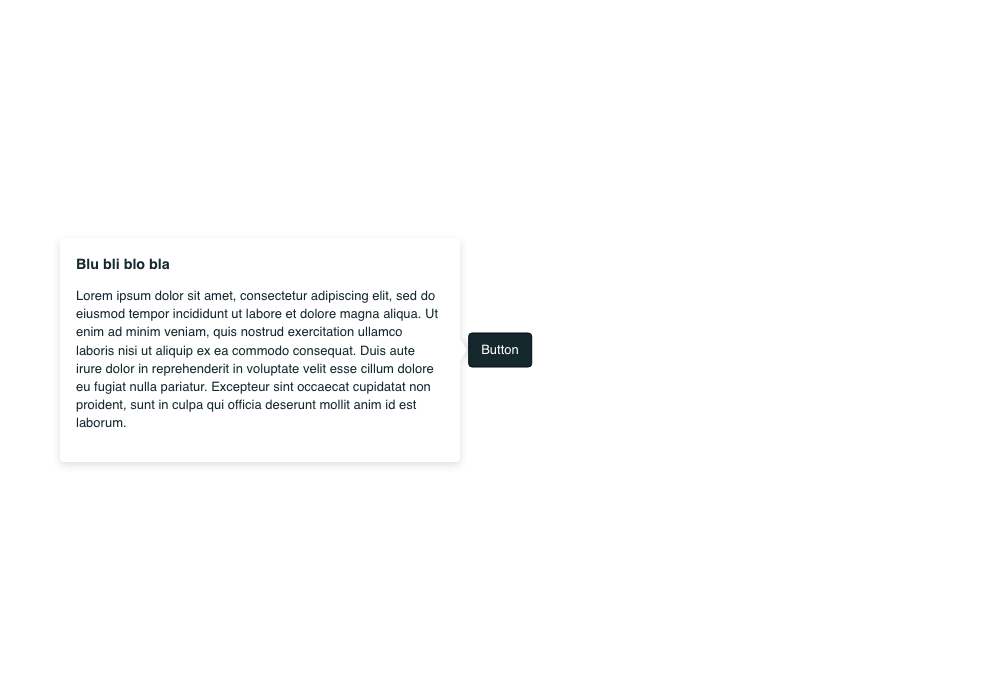 Blu bli blo bla
Lorem ipsum dolor sit amet, consectetur adipiscing elit, sed do
eiusmod tempor incididunt ut labore et dolore magna aliqua. Ut
enim ad minim veniam, quis nostrud exercitation ullamco
laboris nisi ut aliquip ex ea commodo consequat. Duis aute
irure dolor in reprehenderit in voluptate velit esse cillum dolore
eu fugiat nulla pariatur. Excepteur sint occaecat cupidatat non
proident, sunt in culpa qui officia deserunt mollit anim id est
laborum.
Button